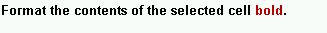 Format the contents of the selected cell bold.